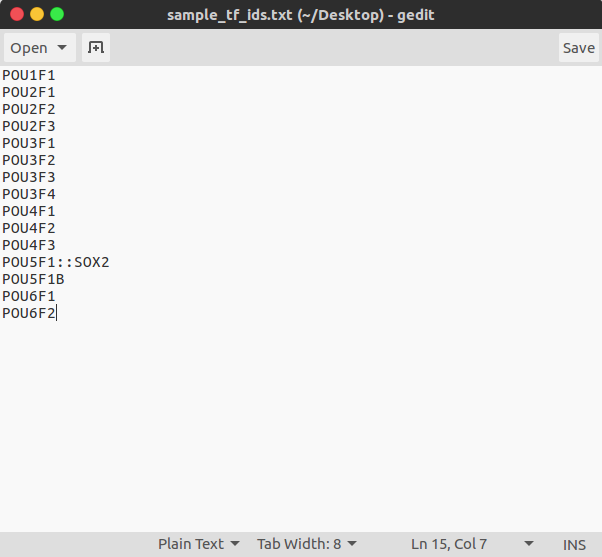 sample_tf_ids.txt (~/Desktop) - gedit
Open
Save
POU1F1
POU2F1
POU2F2
POU2F3
POU3F1
POU3F2
POU3F3
POU3F4
POU4F1
POU4F2
POU4F3
POU5F1::SOX2
POU5F1B
POU6F1
POU6F2
Plain Text Tab Width: 8 Ln 15, Col 7 INS